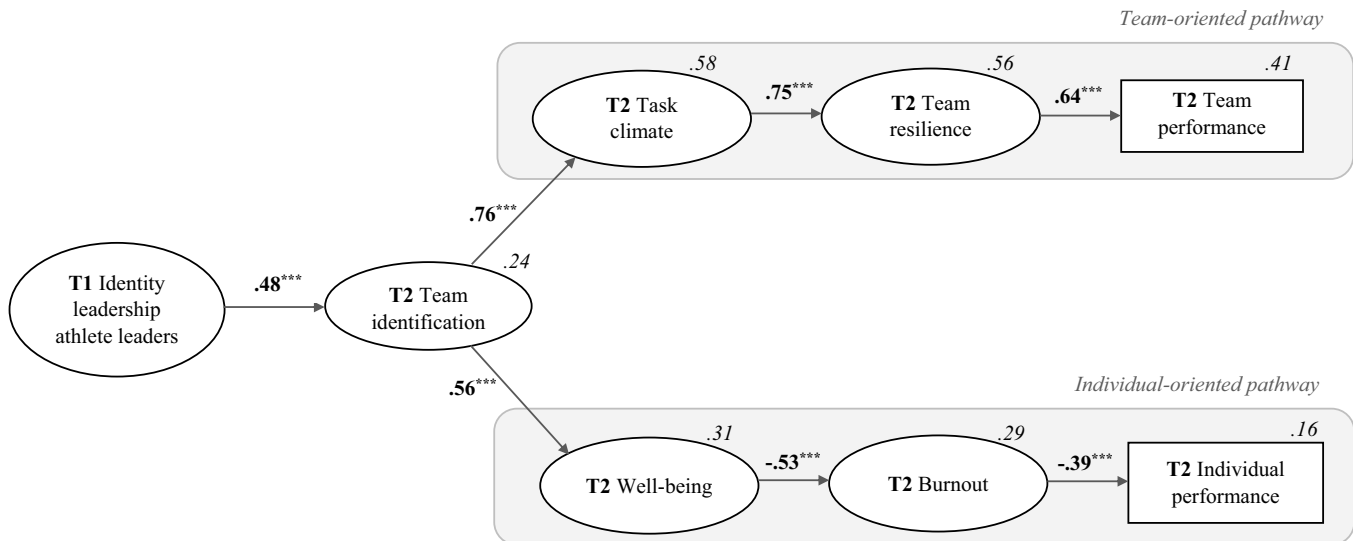 Team-oriented pathway
.58
.56
.41
T2 Task
climate
.75***
T2 Team
resilience
.64***
T2 Team
performance
.76***
T1 Identity
leadership
athlete leaders
.48***
.24
T2 Team
identification
.56***
Individual-oriented pathway
.31
.29
.16
T2 Well-being
-.53***
T2 Burnout
-.39***
T2 Individual
performance